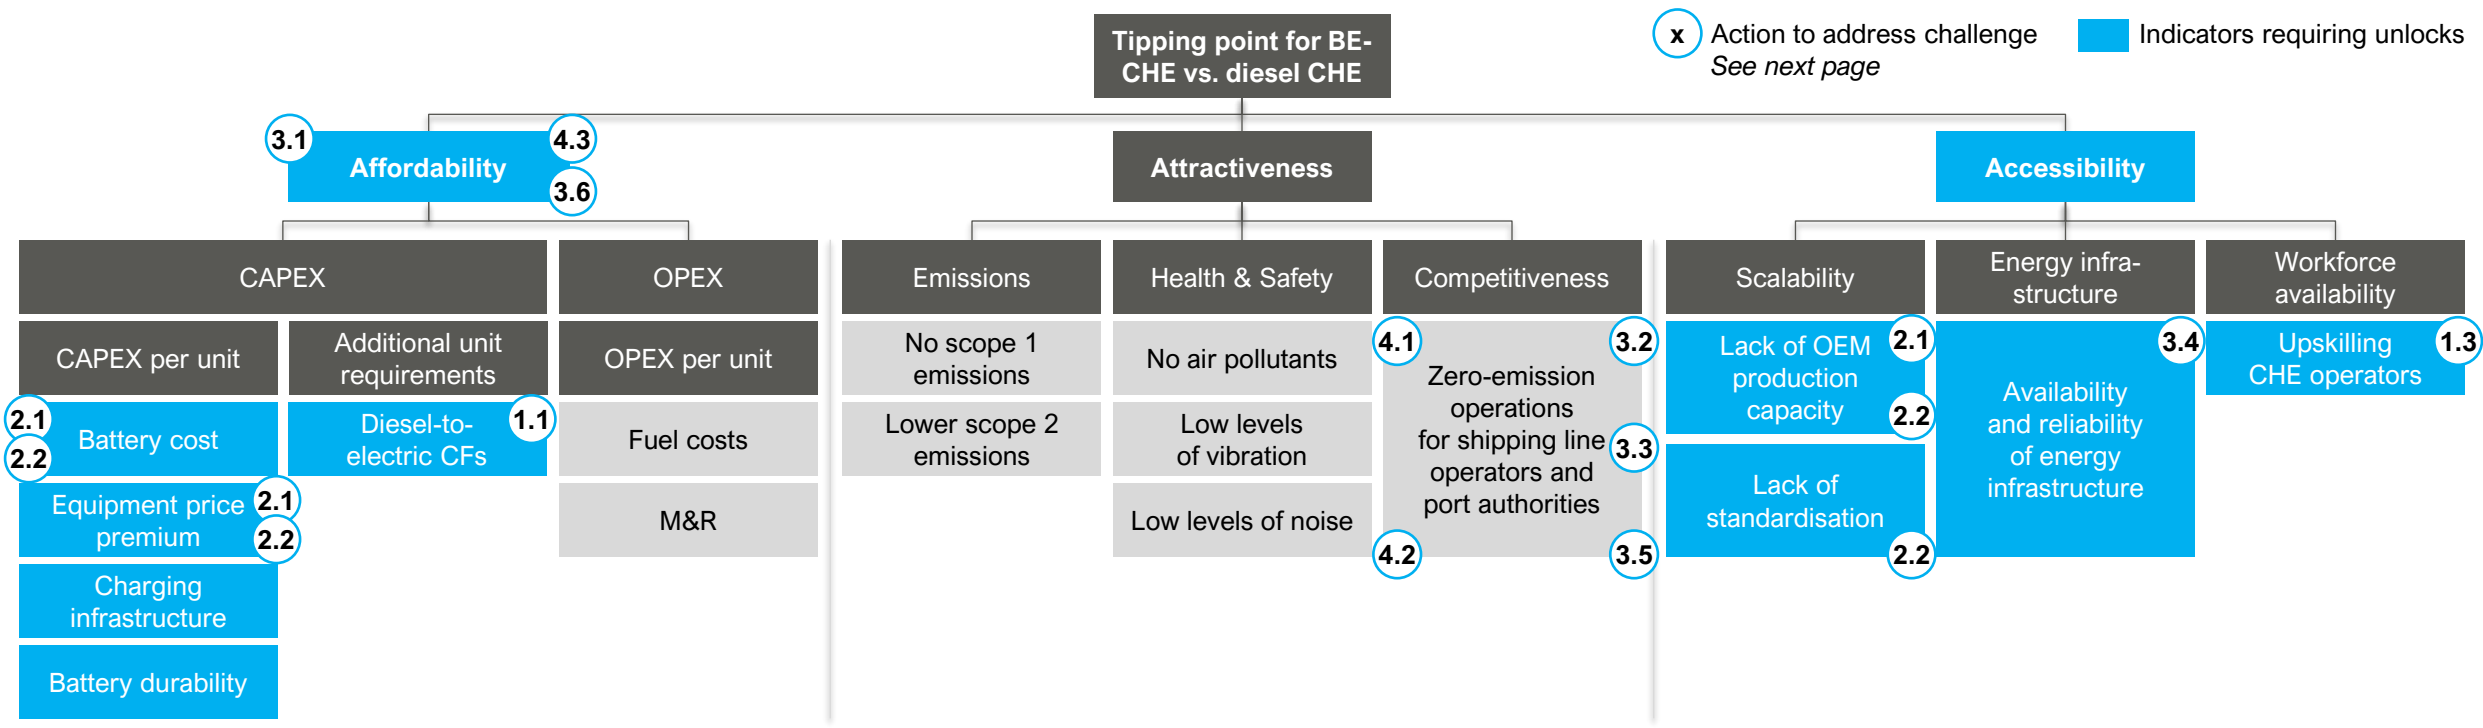 Tipping point for BE-
CHE vs. diesel CHE
x
Action to address challenge
See next page
Indicators requiring unlocks
3.1
Affordability
4.3
3.6
Attractiveness
Accessibility
CAPEX
OPEX
Emissions
Health & Safety
Competitiveness
Scalability
Energy infra-
structure
Workforce
availability
CAPEX per unit
Additional unit
requirements
OPEX per unit
2.1
2.2
Battery cost
Diesel-to-
electric CFs
1.1
Fuel costs
Equipment price
premium
2.1
2.2
M&R
Charging
infrastructure
Battery durability
No scope 1
emissions
Lower scope 2
emissions
No air pollutants
Low levels
of vibration
Low levels of noise
4.1
3.2
Zero-emission
operations
for shipping line
operators and
port authorities
3.3
4.2
3.5
Lack of OEM
production
capacity
2.1
2.2
Lack of
standardisation
2.2
3.4
Availability
and reliability
of energy
infrastructure
Upskilling
CHE operators
1.3